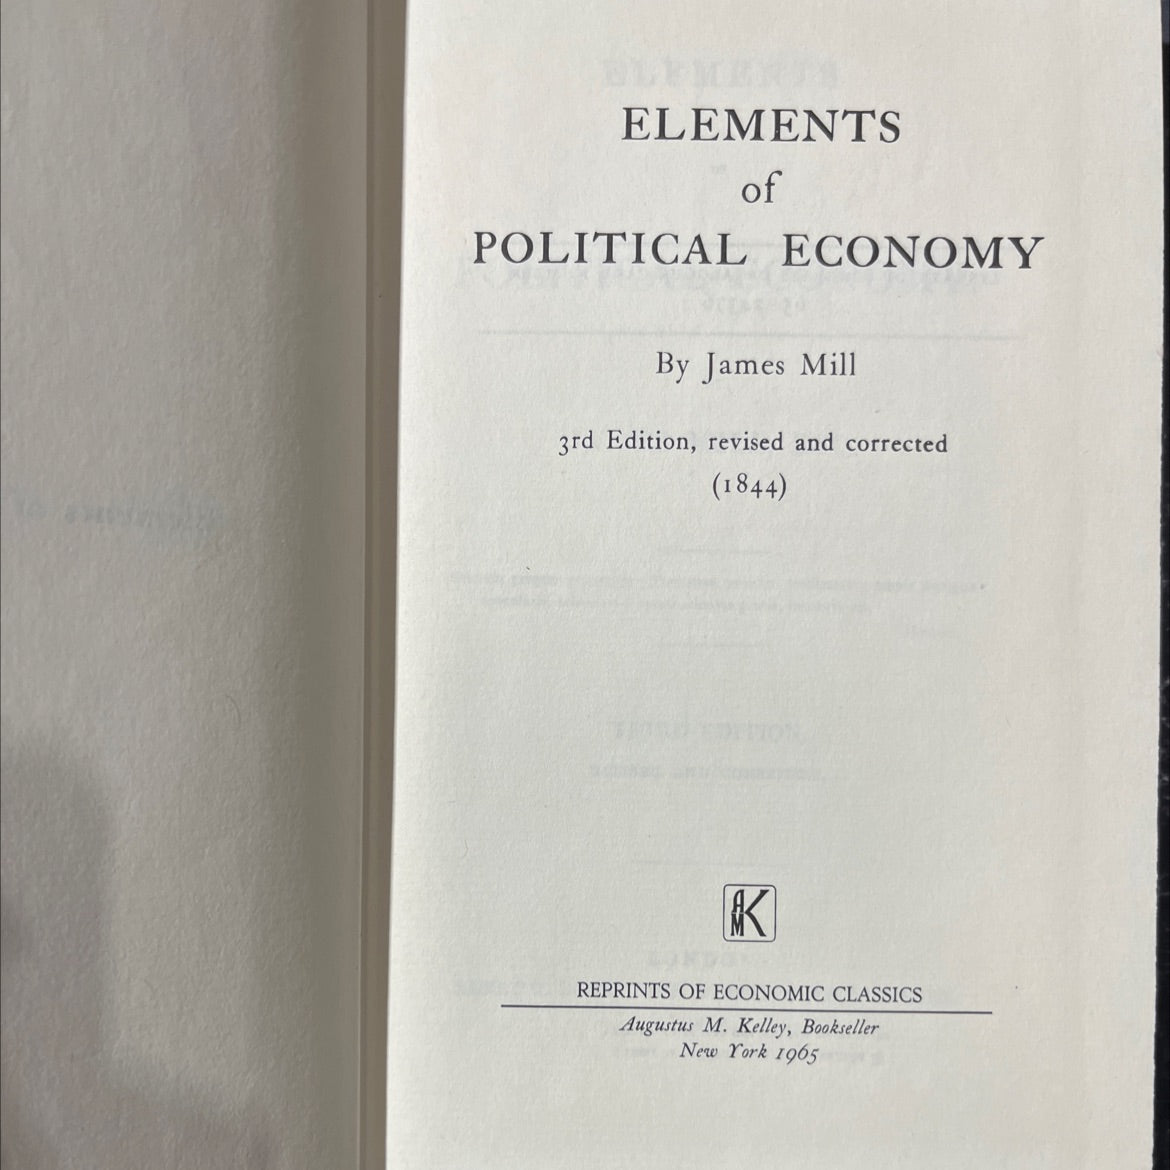 ELEMENTS
of
POLITICAL ECONOMY
By James Mill
3rd Edition, revised and corrected
(1844)
AMK
REPRINTS OF ECONOMIC CLASSICS
Augustus M. Kelley, Bookseller
New York 1965